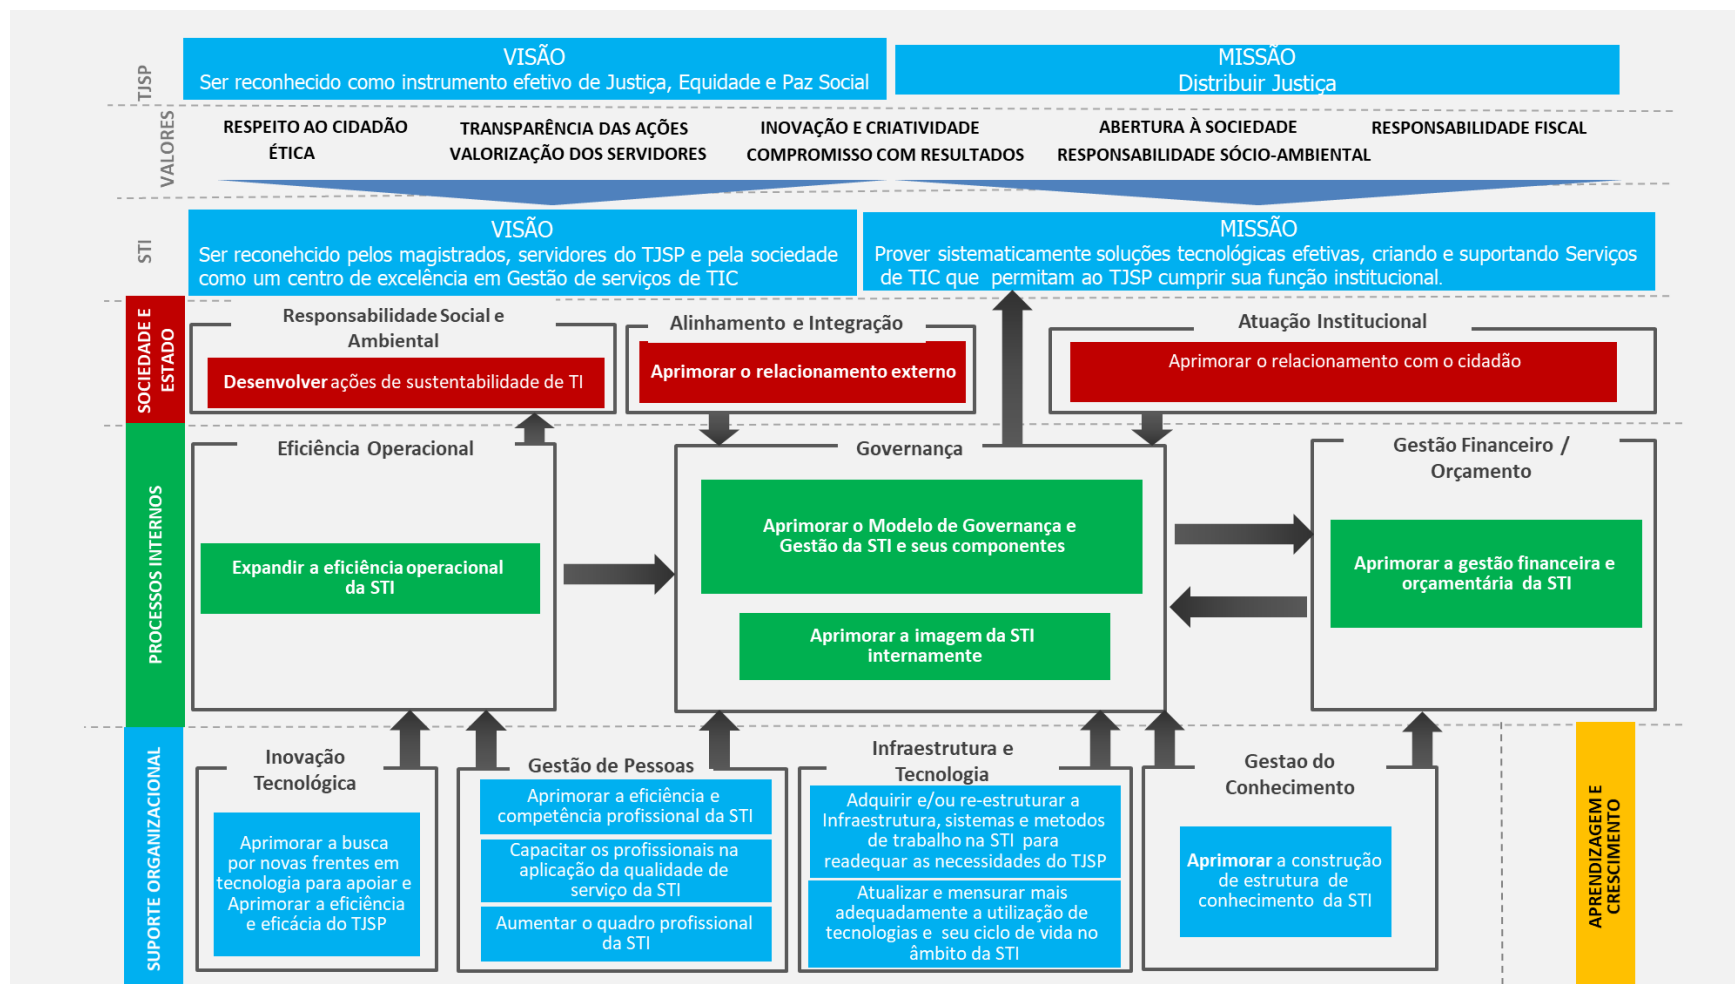 TJSP
VISÃO
Ser reconhecido como instrumento efetivo de Justiça, Equidade e Paz Social
MISSÃO
Distribuir Justiça
VALORES
RESPEITO AO CIDADÃO
ÉTICA
TRANSPARÊNCIA DAS AÇÕES
VALORIZAÇÃO DOS SERVIDORES
INOVAÇÃO E CRIATIVIDADE
COMPROMISSO COM RESULTADOS
ABERTURA À SOCIEDADE
RESPONSABILIDADE SÓCIO-AMBIENTAL
RESPONSABILIDADE FISCAL
STI
VISÃO
Ser reconehcido pelos magistrados, servidores do TJSP e pela sociedade
como um centro de excelência em Gestão de serviços de TIC
MISSÃO
Prover sistematicamente soluções tecnológicas efetivas, criando e suportando Serviços
de TIC que permitam ao TJSP cumprir sua função institucional.
SOCIEDADE E
ESTADO
Responsabilidade Social e
Ambiental
Desenvolver ações de sustentabilidade de TI
Alinhamento e Integração
Aprimorar o relacionamento externo
Atuação Institucional
Aprimorar o relacionamento com o cidadão
PROCESSOS INTERNOS
Eficiência Operacional
Expandir a eficiência operacional
da STI
Governança
Aprimorar o Modelo de Governança e
Gestão da STI e seus componentes
Aprimorar a imagem da STI
internamente
Gestão Financeiro /
Orçamento
Aprimorar a gestão financeira e
orçamentária da STI
SUPORTE ORGANIZACIONAL
Inovação
Tecnológica
Aprimorar a busca
por novas frentes em
tecnologia para apoiar e
Aprimorar a eficiência
e eficácia do TJSP
Gestão de Pessoas
Aprimorar a eficiência e
competência profissional da STI
Capacitar os profissionais na
aplicação da qualidade de
serviço da STI
Aumentar o quadro profissional
da STI
Infraestrutura e
Tecnologia
Adquirir e/ou re-estruturar a
Infraestrutura, sistemas e metodos
de trabalho na STI para
readequar as necessidades do TJSP
Atualizar e mensurar mais
adequadamente a utilização de
tecnologias e seu ciclo de vida no
âmbito da STI
Gestao do
Conhecimento
Aprimorar a construção
de estrutura de
conhecimento da STI
APRENDIZAGEM E
CRESCIMENTO